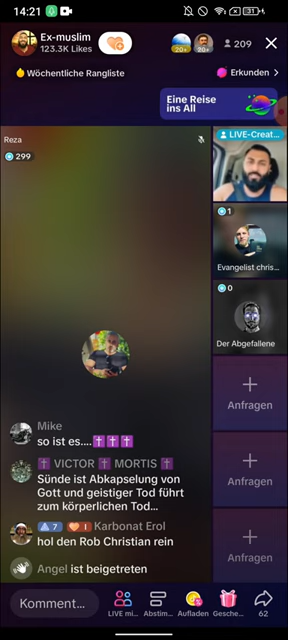 14:21
Ex-muslim
123.3K Likes
20+
20+
209
Wöchentliche Rangliste
Erkunden
Eine Reise
ins All
Reza
299
LIVE-Creat...
1
Evangelist chris...
0
Der Abgefallene
Anfragen
Anfragen
Anfragen
Mike
so ist es....✝️✝️✝️
✝️ VICTOR ✝️ MORTIS ✝️
Sünde ist Abkapselung von
Gott und geistiger Tod führt
zum körperlichen Tod...
7 1 Karbonat Erol
hol den Rob Christian rein
Angel ist beigetreten
Komment...
LIVE mi...
Abstim...
Aufladen
Gesche...
62